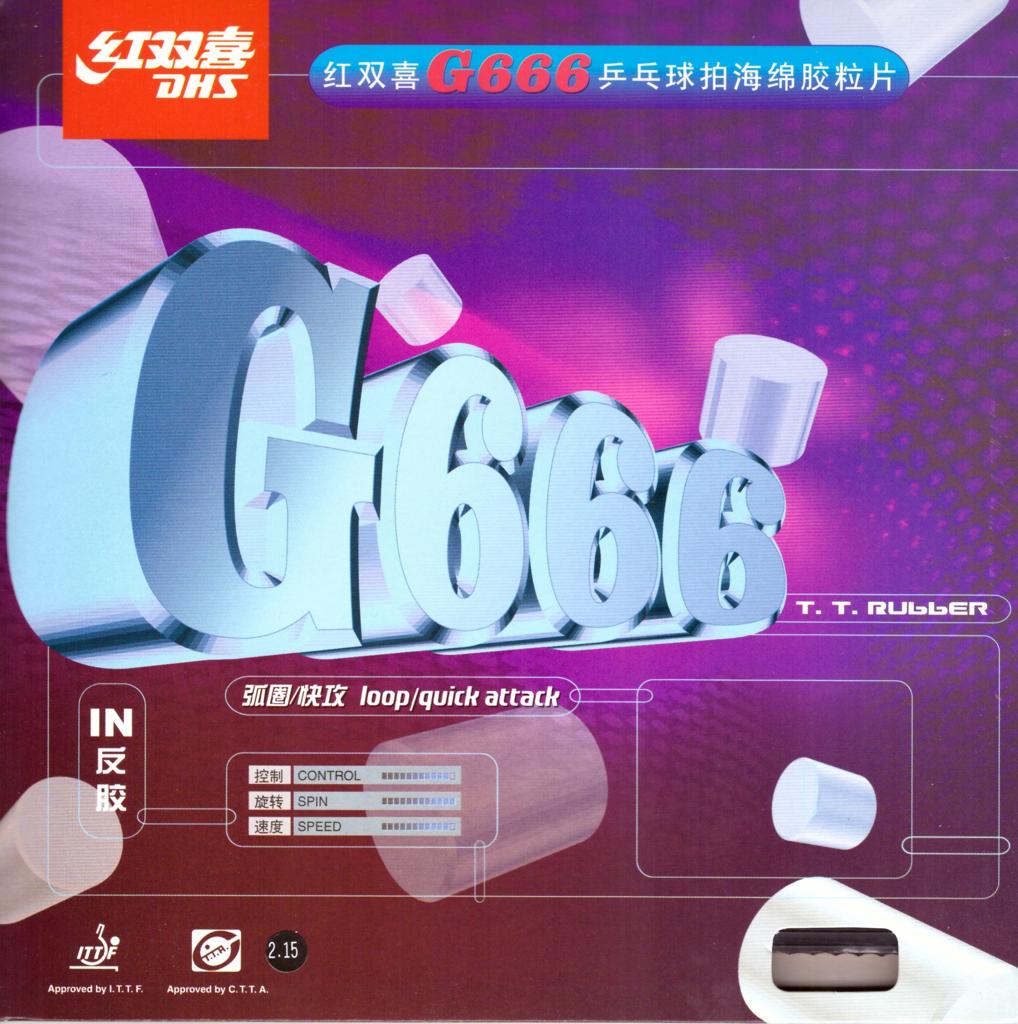 红双喜
DHS
红双喜 G666 乒乓球拍海绵胶粒片
G666
T. T. RUbbER
弧圈/快攻 loop/quick attack
IN
反
胶
控制 CONTROL
旋转 SPIN
速度 SPEED
ITTF
C.T.T.A.
2.15
Approved by I. T. T. F.
Approved by C. T. T. A.